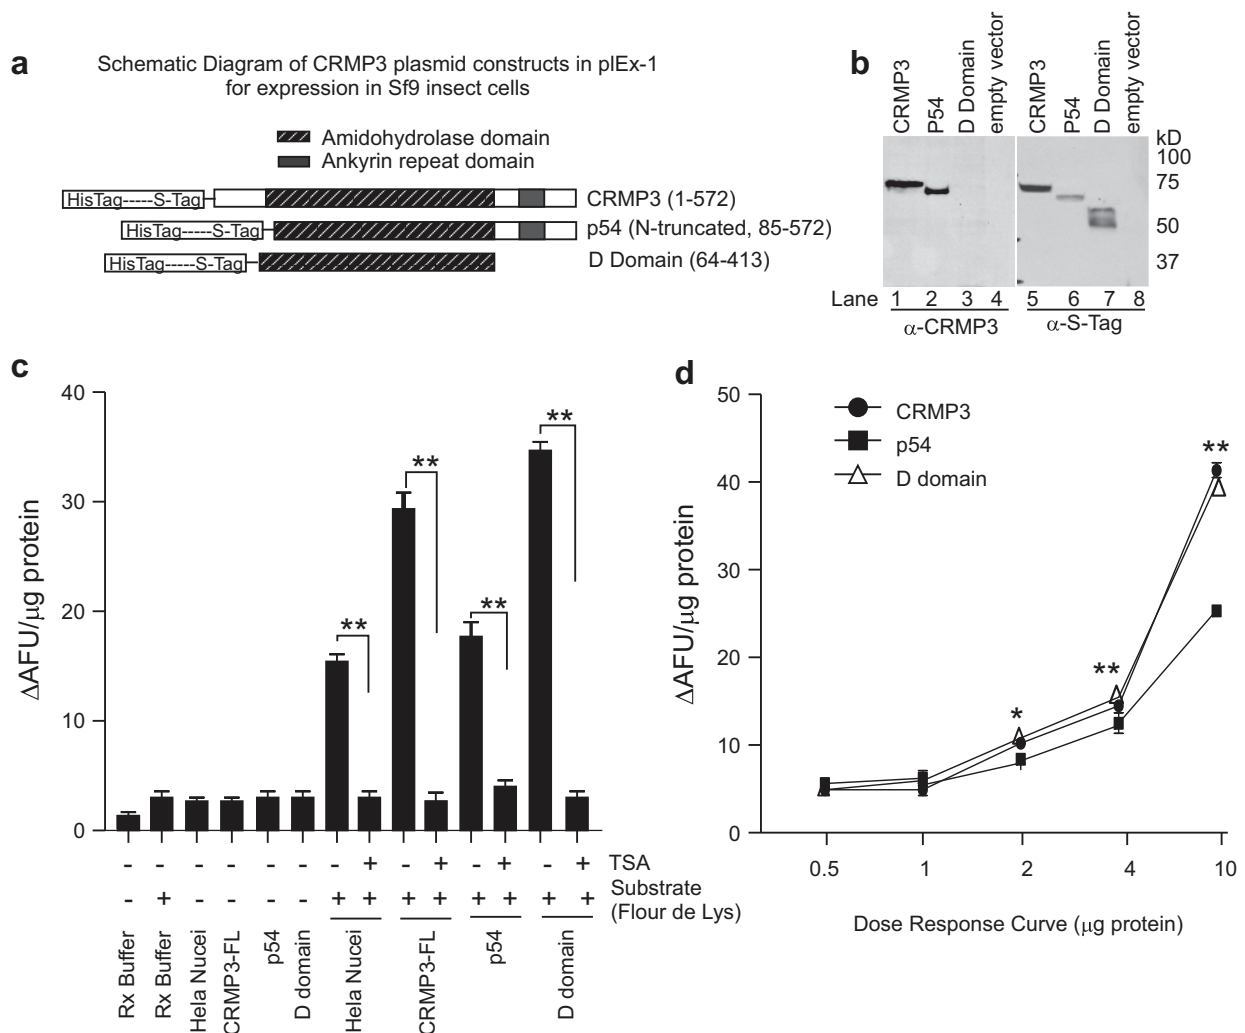 a
Schematic Diagram of CRMP3 plasmid constructs in pIEx-1
for expression in Sf9 insect cells
Amidohydrolase domain
Ankyrin repeat domain
HisTag-----S-Tag
CRMP3 (1-572)
HisTag-----S-Tag
p54 (N-truncated, 85-572)
HisTag-----S-Tag
D Domain (64-413)
b
CRMP3
P54
D Domain
empty vector
CRMP3
P54
D Domain
empty vector
kD
100
75
50
37
Lane 1 2 3 4 5 6 7 8
α-CRMP3 α-S-Tag
c
ΔAFU/μg protein
40
30
20
10
0
** ** ** **
- - - - - - - + - + - + - + TSA
- + - - - - + + + + + + + + Substrate
(Flour de Lys)
Rx Buffer
Rx Buffer
Hela Nucei
CRMP3-FL
p54
D domain
Hela Nucei
CRMP3-FL
p54
D domain
d
ΔAFU/μg protein
50
40
30
20
10
0
CRMP3
p54
D domain
* ** **
0.5 1 2 4 10
Dose Response Curve (μg protein)